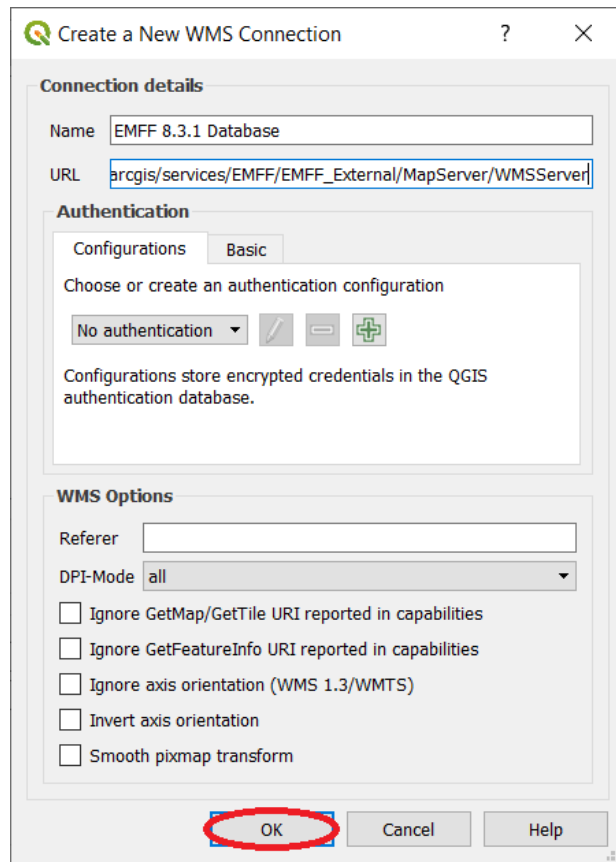 Create a New WMS Connection ?
Connection details
Name EMFF 8.3.1 Database
URL arcgis/services/EMFF/EMFF_External/MapServer/WMSServer
Authentication
Configurations Basic
Choose or create an authentication configuration
No authentication
Configurations store encrypted credentials in the QGIS
authentication database.
WMS Options
Referer
DPI-Mode all
Ignore GetMap/GetTile URI reported in capabilities
Ignore GetFeatureInfo URI reported in capabilities
Ignore axis orientation (WMS 1.3/WMTS)
Invert axis orientation
Smooth pixmap transform
OK Cancel Help